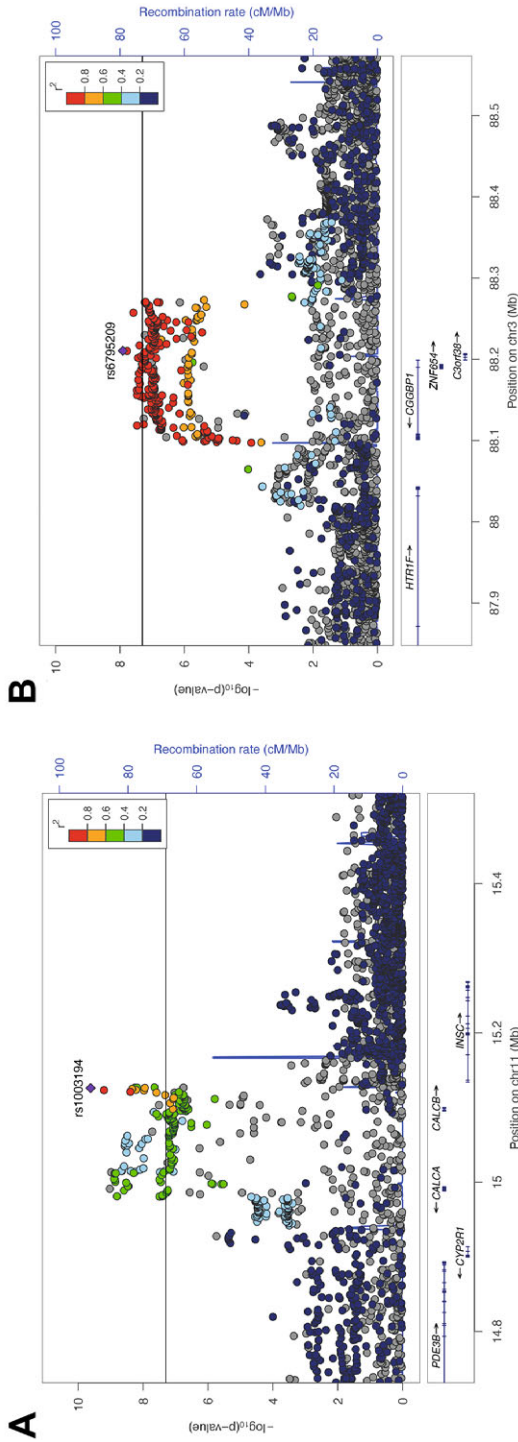 A
rs1003194
r²
0.8
0.6
0.4
0.2
10
8
6
4
2
0
−log₁₀(p−value)
100
80
60
40
20
0
Recombination rate (cM/Mb)
PDE3B→
←CYP2R1
←CALCA
CALCB→
INSC→
14.8
15
15.2
15.4
Position on chr11 (Mb)
B
rs6795209
r²
0.8
0.6
0.4
0.2
10
8
6
4
2
0
−log₁₀(p−value)
100
80
60
40
20
0
Recombination rate (cM/Mb)
HTR1F→
←CGGBP1
ZNF654→
C3orf38→
87.9
88
88.1
88.2
88.3
88.4
88.5
Position on chr3 (Mb)